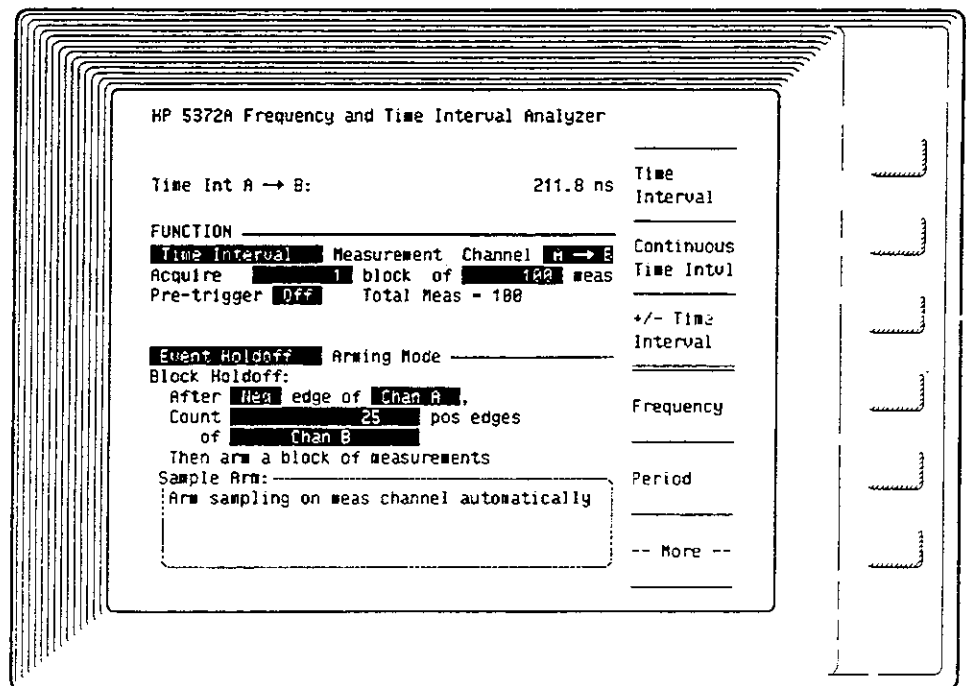 HP 5372A Frequency and Time Interval Analyzer
Time Int A → B: 211.8 ns
FUNCTION
Time Interval Measurement Channel A → B
Acquire 1 block of 100 meas
Pre-trigger Off Total Meas = 100
Event Holdoff Arming Mode
Block Holdoff:
After Neg edge of Chan A,
Count 25 pos edges
of Chan B
Then arm a block of measurements
Sample Arm:
Arm sampling on meas channel automatically
Time
Interval
Continuous
Time Intvl
+/- Time
Interval
Frequency
Period
-- More --